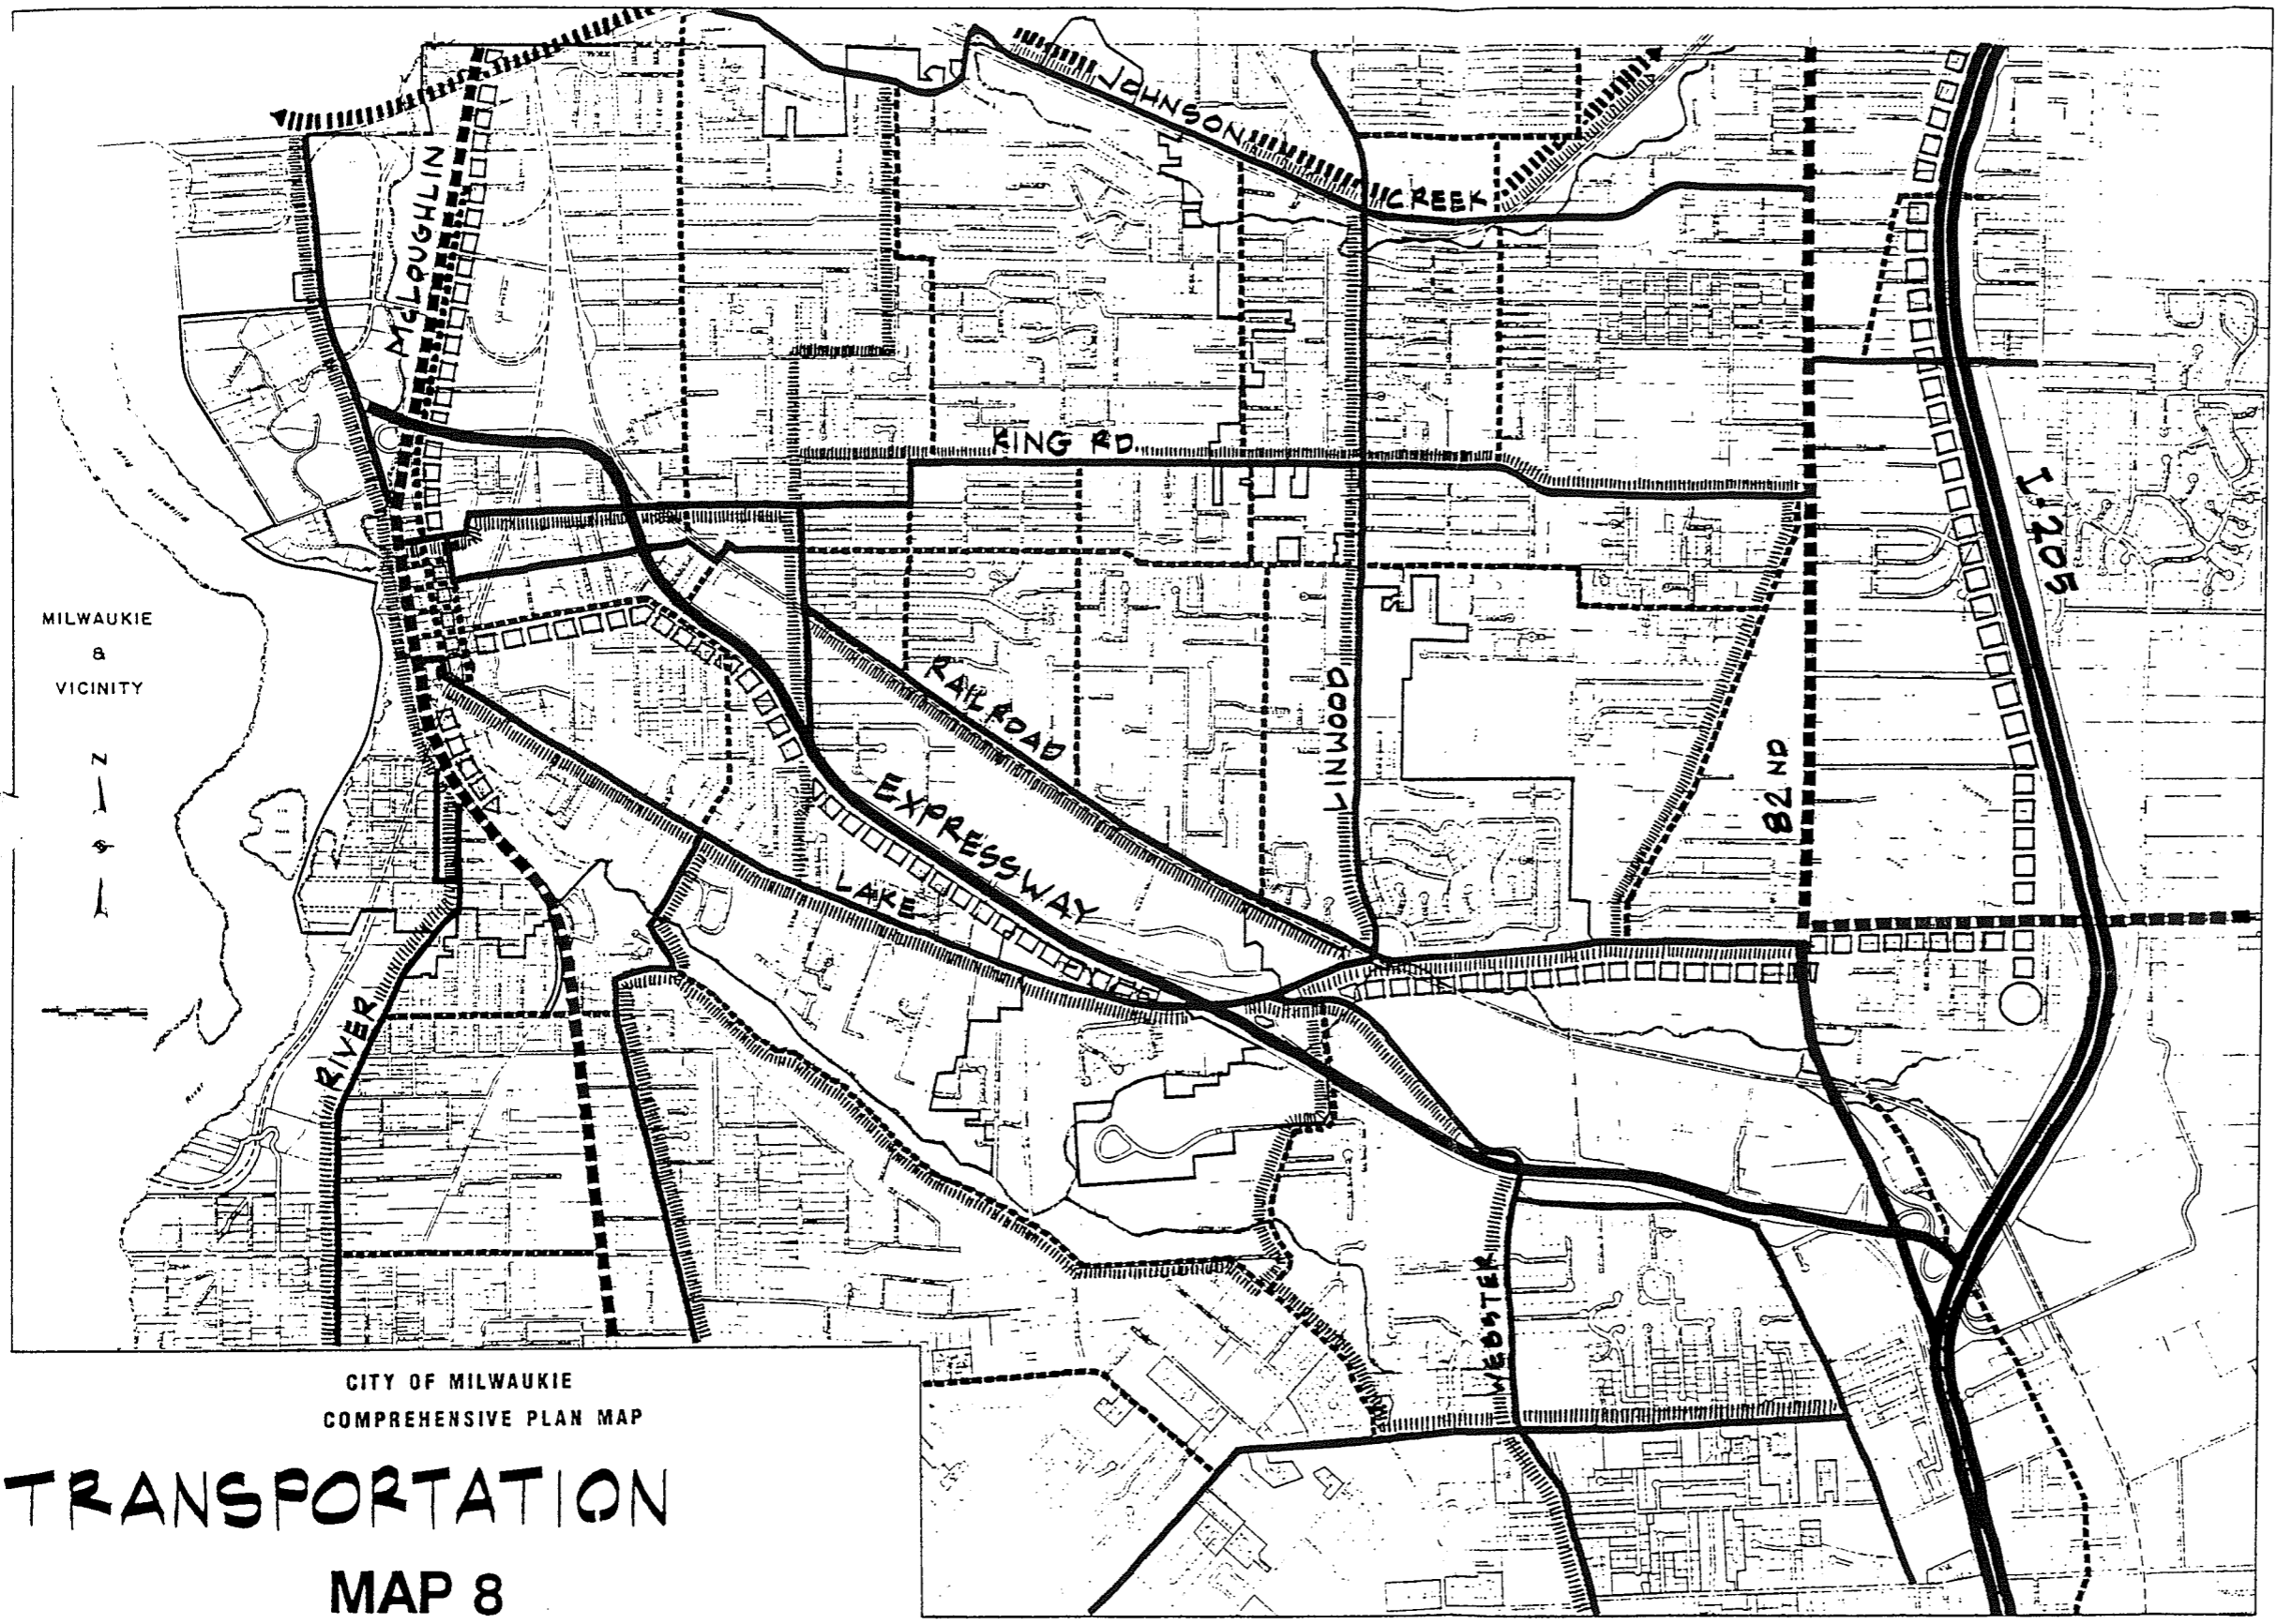 JOHNSON CREEK
McLOUGHLIN
KING RD.
I-205
MILWAUKIE
&
VICINITY
N
RAILROAD
LINWOOD
82 ND
EXPRESSWAY
LAKE
RIVER
WEBSTER
CITY OF MILWAUKIE
COMPREHENSIVE PLAN MAP
TRANSPORTATION
MAP 8